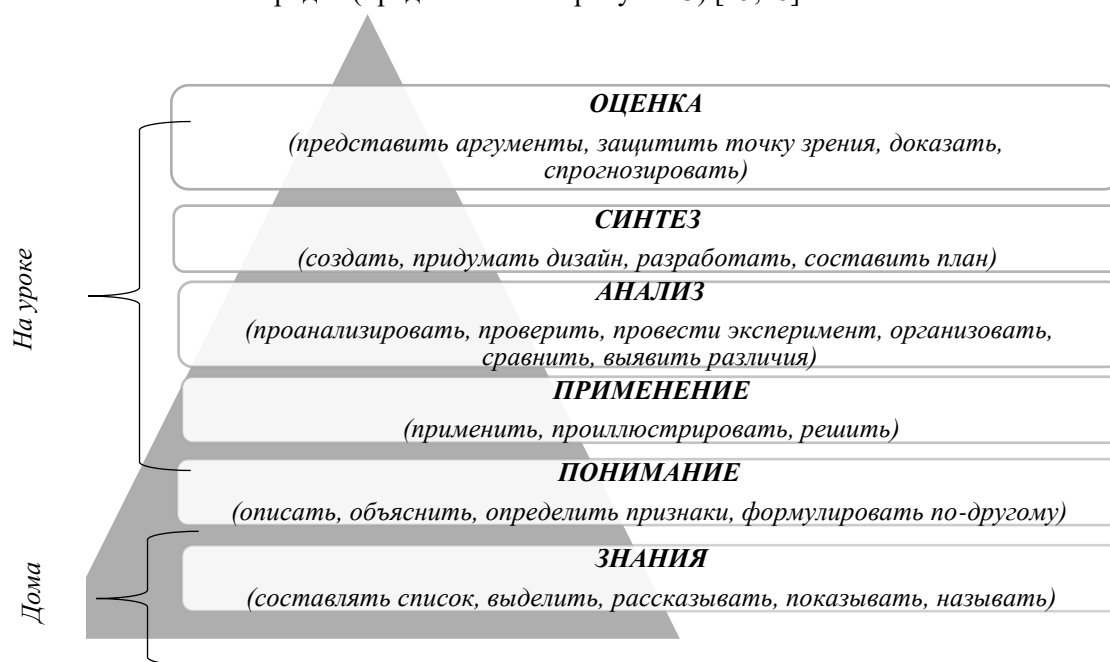 ОЦЕНКА
(представить аргументы, защитить точку зрения, доказать,
спрогнозировать)
СИНТЕЗ
(создать, придумать дизайн, разработать, составить план)
АНАЛИЗ
(проанализировать, проверить, провести эксперимент, организовать,
сравнить, выявить различия)
ПРИМЕНЕНИЕ
(применить, проиллюстрировать, решить)
ПОНИМАНИЕ
(описать, объяснить, определить признаки, формулировать по-другому)
ЗНАНИЯ
(составлять список, выделить, рассказывать, показывать, называть)
На уроке
Дома